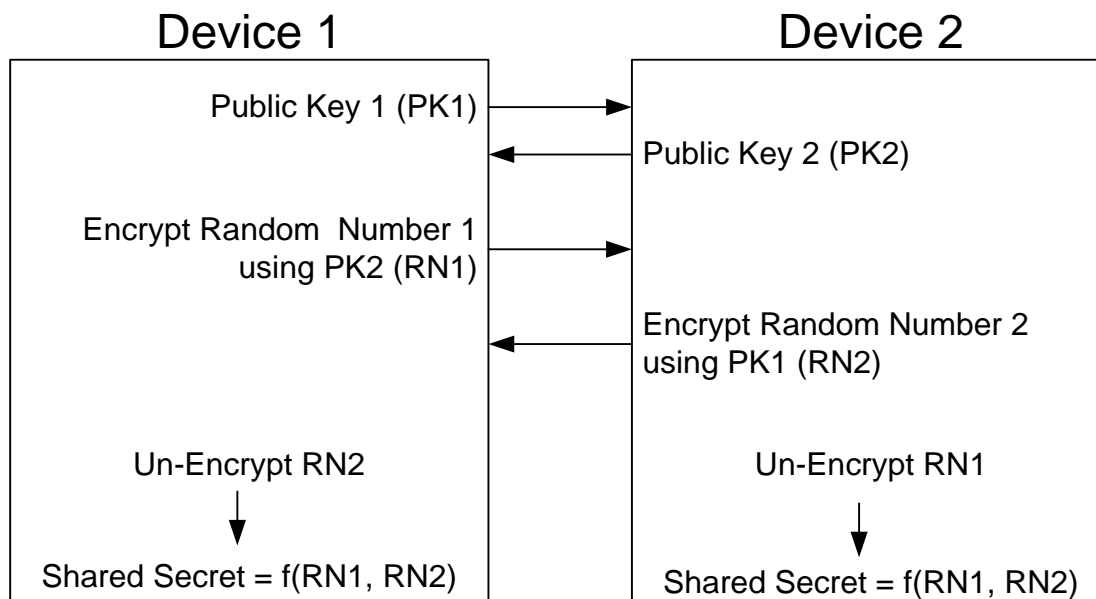 Device 1
Device 2
Public Key 1 (PK1)
Public Key 2 (PK2)
Encrypt Random Number 1
using PK2 (RN1)
Encrypt Random Number 2
using PK1 (RN2)
Un-Encrypt RN2
Un-Encrypt RN1
Shared Secret = f(RN1, RN2)
Shared Secret = f(RN1, RN2)